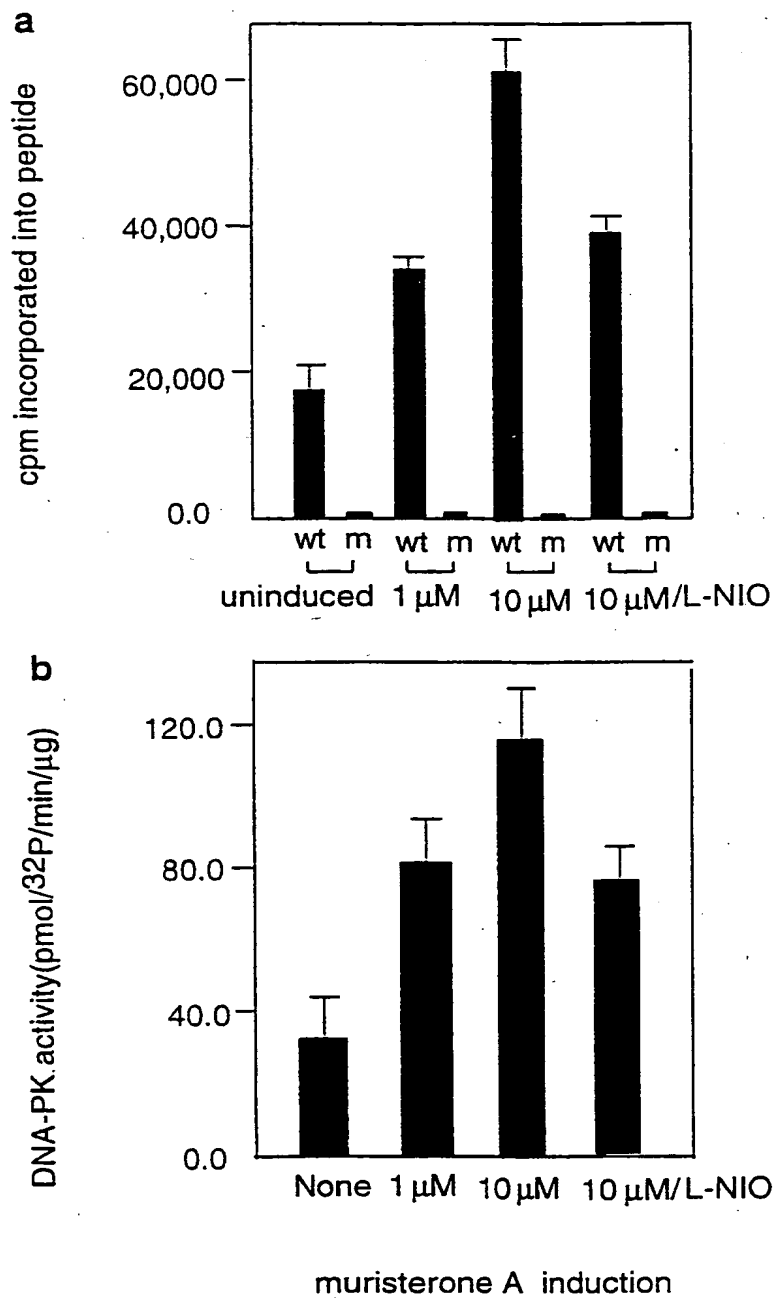 a
cpm incorporated into peptide
60,000
40,000
20,000
0.0
wt m wt m wt m wt m
uninduced 1 µM 10 µM 10 µM/L-NIO
b
DNA-PK activity(pmol/32P/min/µg)
120.0
80.0
40.0
0.0
None 1 µM 10 µM 10 µM/L-NIO
muristerone A induction